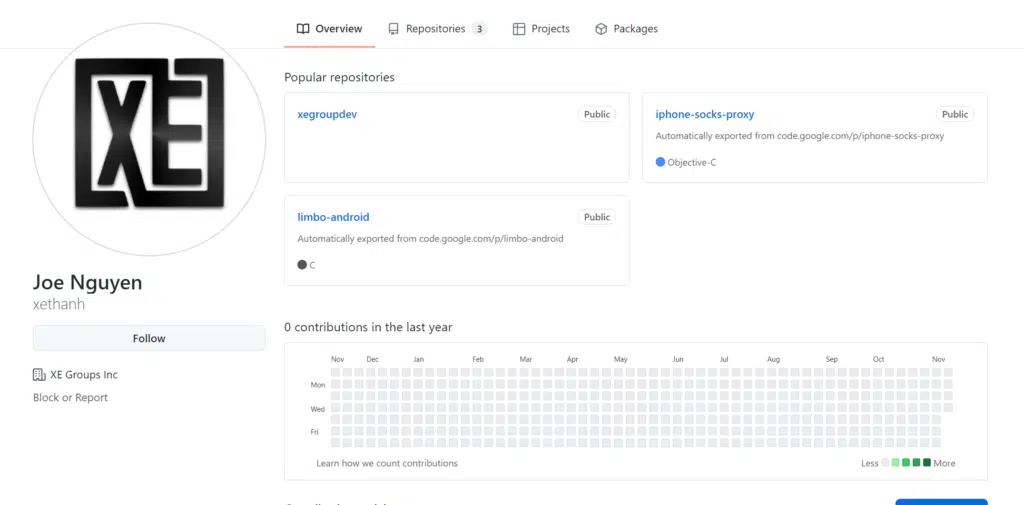 Overview Repositories 3 Projects Packages
XE
Joe Nguyen
xethanh
Follow
XE Groups Inc
Block or Report
Popular repositories
xegroupdev Public
iphone-socks-proxy Public
Automatically exported from code.google.com/p/iphone-socks-proxy
Objective-C
limbo-android Public
Automatically exported from code.google.com/p/limbo-android
C
0 contributions in the last year
Nov Dec Jan Feb Mar Apr May Jun Jul Aug Sep Oct Nov
Mon
Wed
Fri
Learn how we count contributions Less More